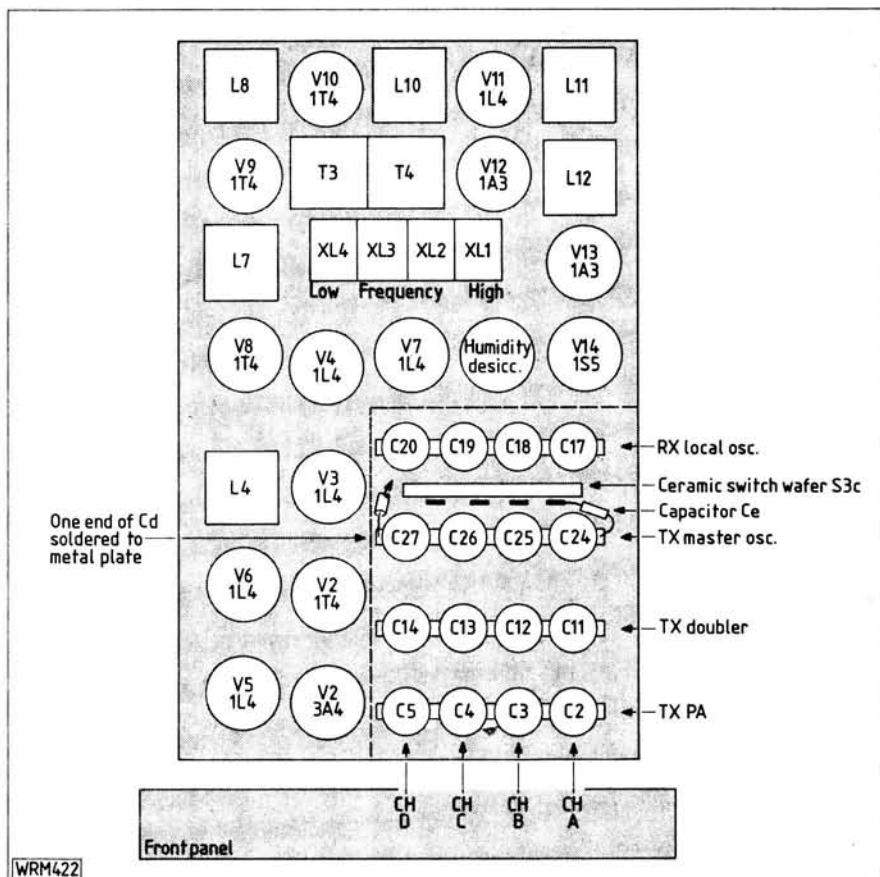 L8
V10
1T4
L10
V11
1L4
L11
V9
1T4
T3
T4
V12
1A3
L12
L7
XL4
XL3
XL2
XL1
Low Frequency High
V13
1A3
V8
1T4
V4
1L4
V7
1L4
Humidity
desicc.
V14
1S5
C20
C19
C18
C17
RX local osc.
L4
V3
1L4
Ceramic switch wafer S3c
Capacitor Ce
One end of Cd
soldered to
metal plate
C27
C26
C25
C24
TX master osc.
V6
1L4
V2
1T4
C14
C13
C12
C11
TX doubler
V5
1L4
V2
3A4
C5
C4
C3
C2
TX PA
CH
D
CH
C
CH
B
CH
A
Front panel
WRM422